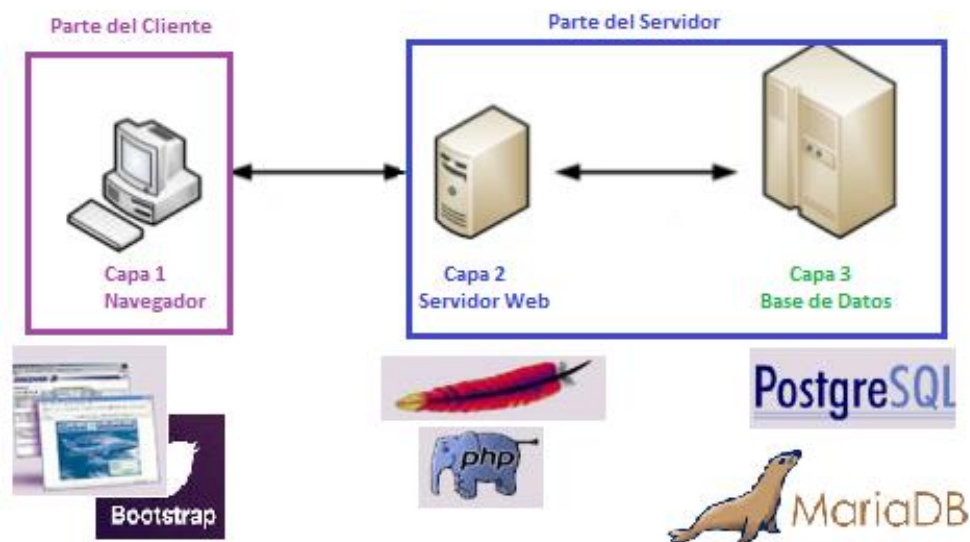 Parte del Cliente
Parte del Servidor
Capa 1
Navegador
Capa 2
Servidor Web
Capa 3
Base de Datos
Bootstrap
php
PostgreSQL
MariaDB